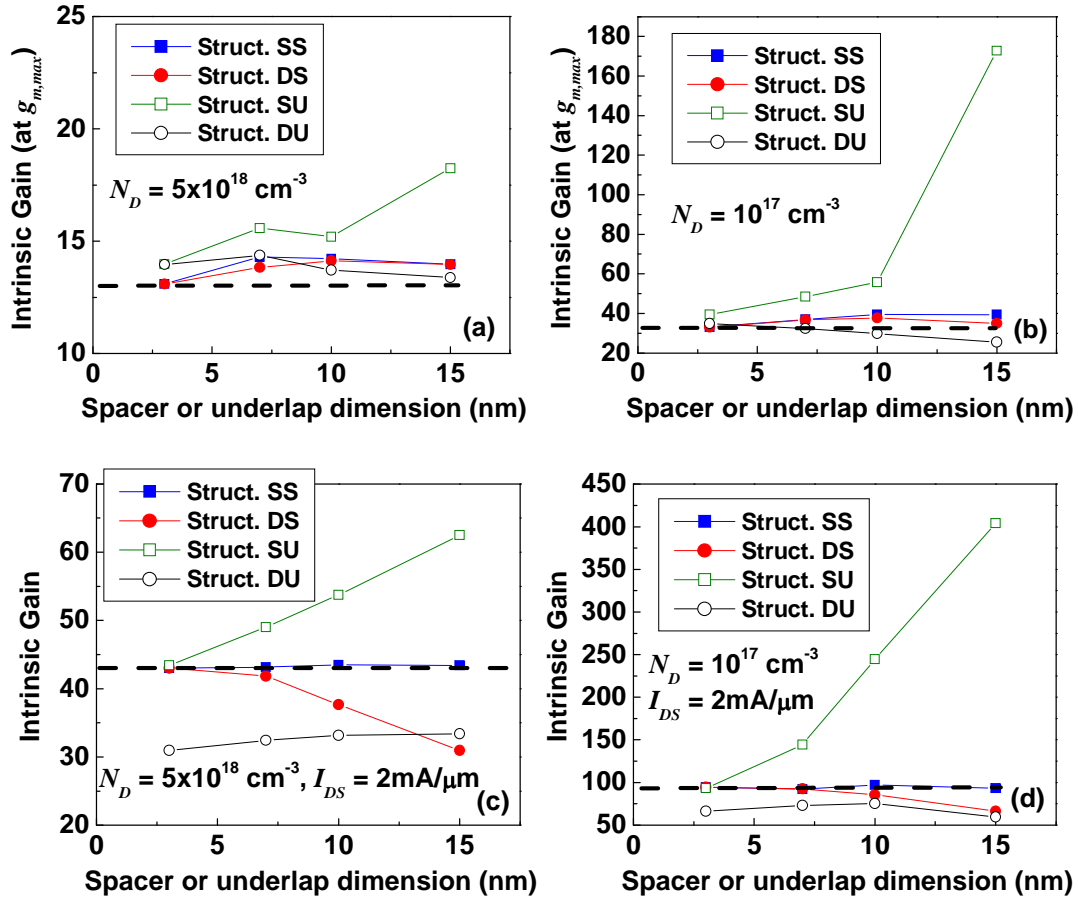 25
20
15
10
0
5
10
15
Intrinsic Gain (at g_{m,max})
Struct. SS
Struct. DS
Struct. SU
Struct. DU
N_D = 5x10^{18} cm^{-3}
(a)
Spacer or underlap dimension (nm)
180
160
140
120
100
80
60
40
20
0
5
10
15
Intrinsic Gain (at g_{m,max})
Struct. SS
Struct. DS
Struct. SU
Struct. DU
N_D = 10^{17} cm^{-3}
(b)
Spacer or underlap dimension (nm)
70
60
50
40
30
20
0
5
10
15
Intrinsic Gain
Struct. SS
Struct. DS
Struct. SU
Struct. DU
N_D = 5x10^{18} cm^{-3}, I_{DS} = 2mA/μm
(c)
Spacer or underlap dimension (nm)
450
400
350
300
250
200
150
100
50
0
5
10
15
Intrinsic Gain
Struct. SS
Struct. DS
Struct. SU
Struct. DU
N_D = 10^{17} cm^{-3}
I_{DS} = 2mA/μm
(d)
Spacer or underlap dimension (nm)